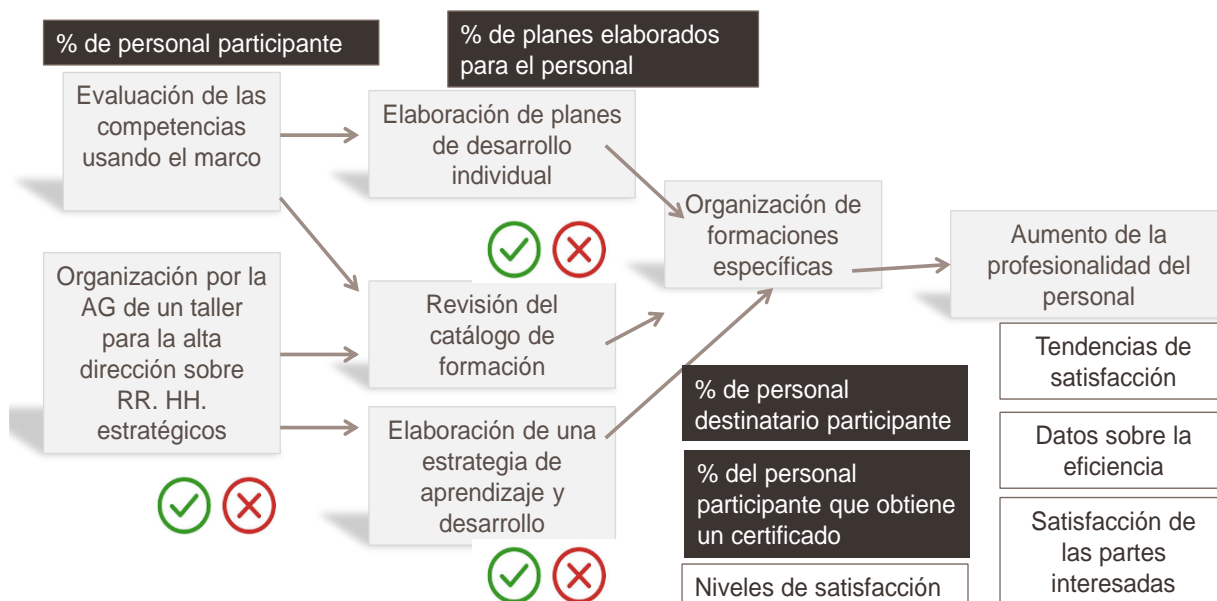 % de personal participante
% de planes elaborados
para el personal
Evaluación de las
competencias
usando el marco
Elaboración de planes
de desarrollo
individual
Organización de
formaciones
específicas
Aumento de la
profesionalidad del
personal
Organización por la
AG de un taller
para la alta
dirección sobre
RR. HH.
estratégicos
Revisión del
catálogo de
formación
Elaboración de una
estrategia de
aprendizaje y
desarrollo
% de personal
destinatario participante
% del personal
participante que obtiene
un certificado
Niveles de satisfacción
Tendencias de
satisfacción
Datos sobre la
eficiencia
Satisfacción de
las partes
interesadas